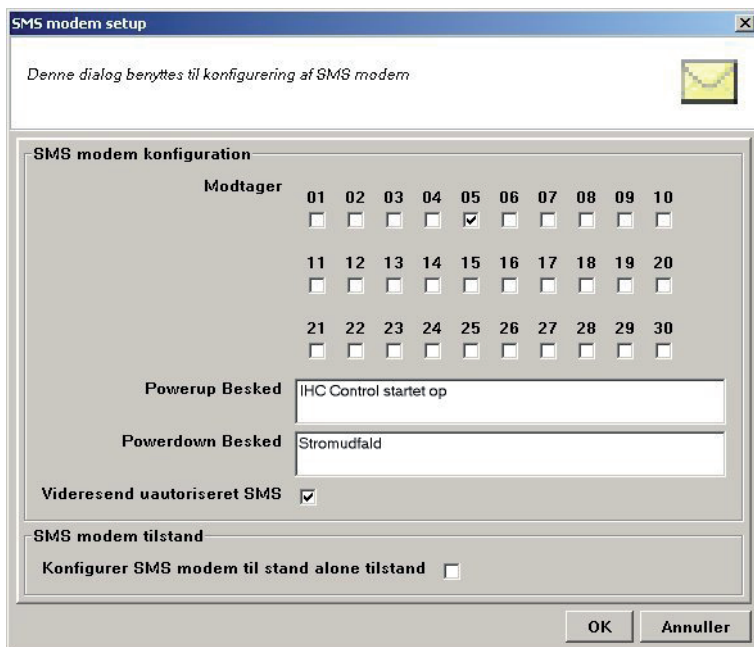 SMS modem setup
Denne dialog benyttes til konfigurering af SMS modem
SMS modem konfiguration
Modtager
01 02 03 04 05 06 07 08 09 10
11 12 13 14 15 16 17 18 19 20
21 22 23 24 25 26 27 28 29 30
Powerup Besked IHC Control startet op
Powerdown Besked Stromudfald
Videresend uautoriseret SMS
SMS modem tilstand
Konfigurer SMS modem til stand alone tilstand
OK Annuller